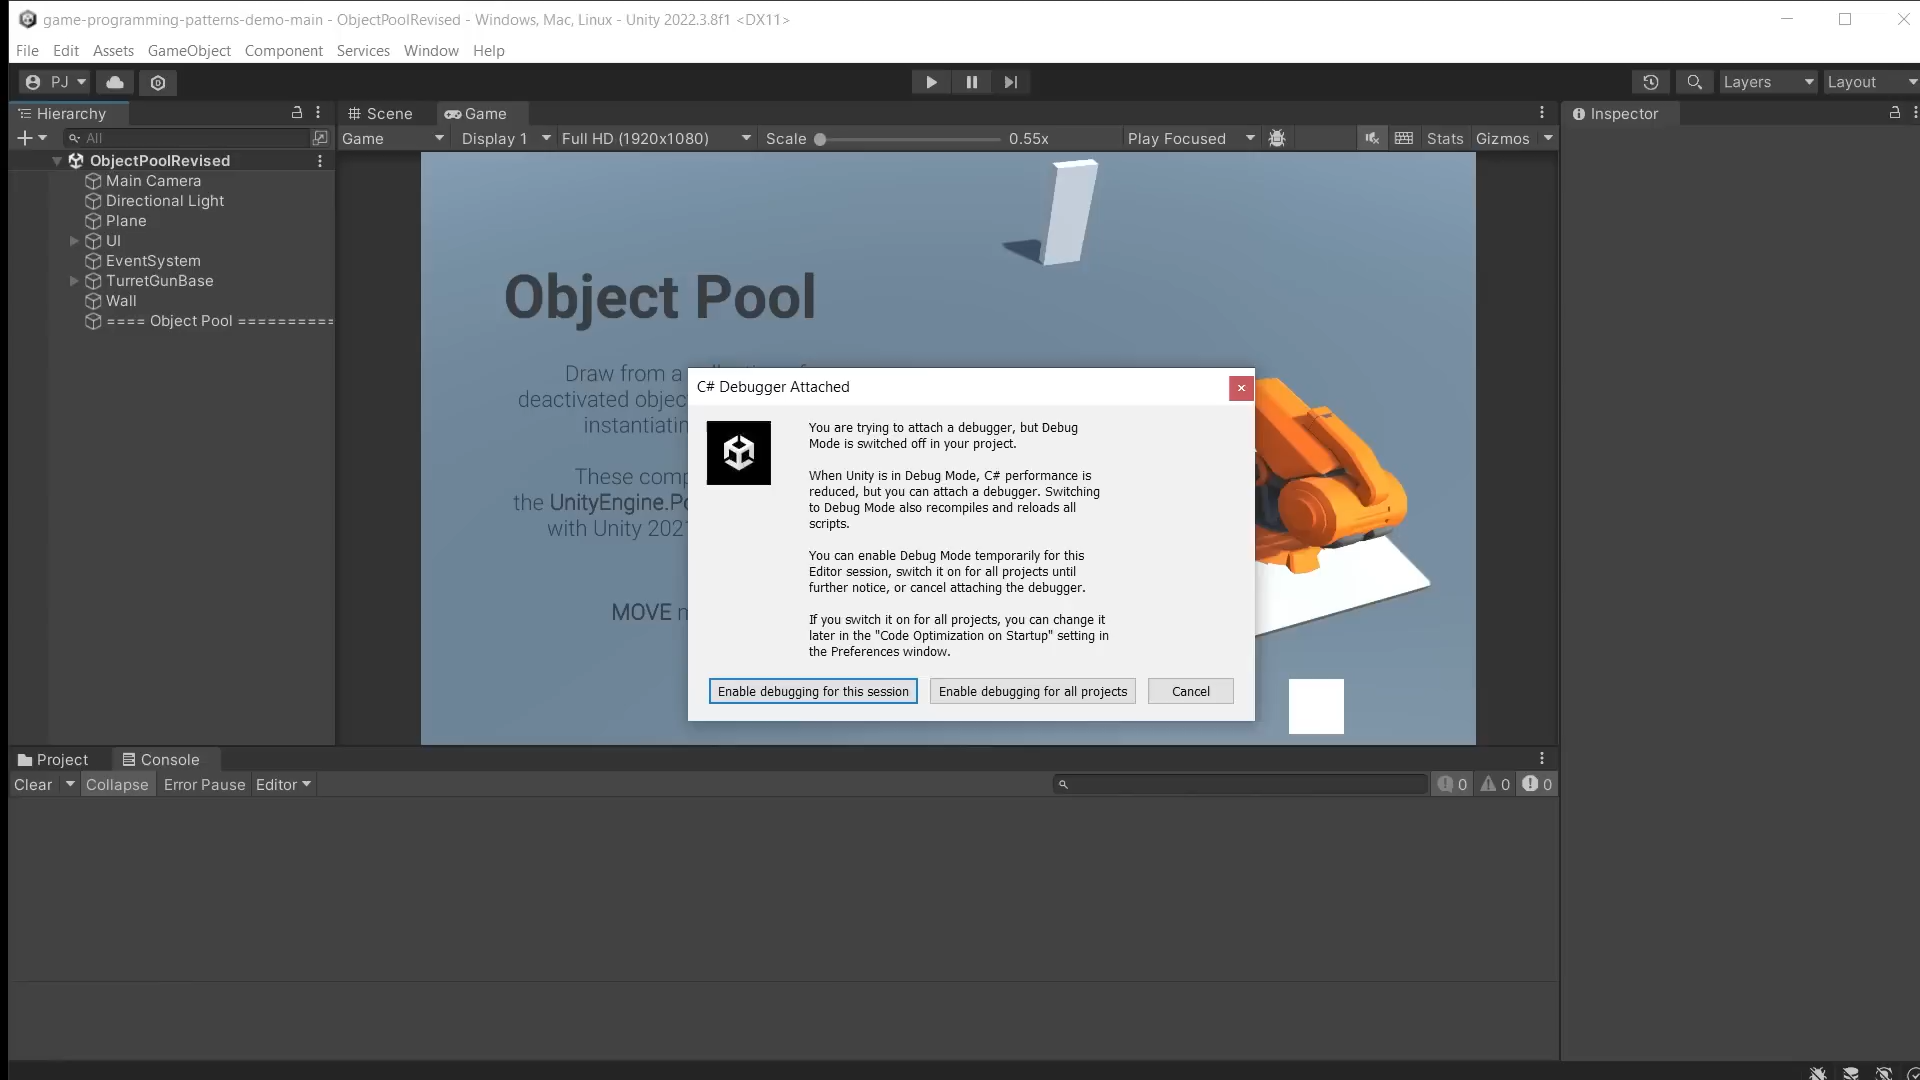 game-programming-patterns-demo-main - ObjectPoolRevised - Windows, Mac, Linux - Unity 2022.3.8f1 <DX11>
File Edit Assets GameObject Component Services Window Help
PJ
Layers
Layout
Hierarchy
Scene
Game
Inspector
All
Game
Display 1
Full HD (1920x1080)
Scale
0.55x
Play Focused
Stats
Gizmos
ObjectPoolRevised
Main Camera
Directional Light
Plane
UI
EventSystem
TurretGunBase
Wall
==== Object Pool ==========
Object Pool
Draw from a
deactivated objec
instantiatin
These comp
the UnityEngine.Po
with Unity 202
MOVE
C# Debugger Attached
You are trying to attach a debugger, but Debug
Mode is switched off in your project.
When Unity is in Debug Mode, C# performance is
reduced, but you can attach a debugger. Switching
to Debug Mode also recompiles and reloads all
scripts.
You can enable Debug Mode temporarily for this
Editor session, switch it on for all projects until
further notice, or cancel attaching the debugger.
If you switch it on for all projects, you can change it
later in the "Code Optimization on Startup" setting in
the Preferences window.
Enable debugging for this session
Enable debugging for all projects
Cancel
Project
Console
Clear
Collapse
Error Pause
Editor
0
0
0